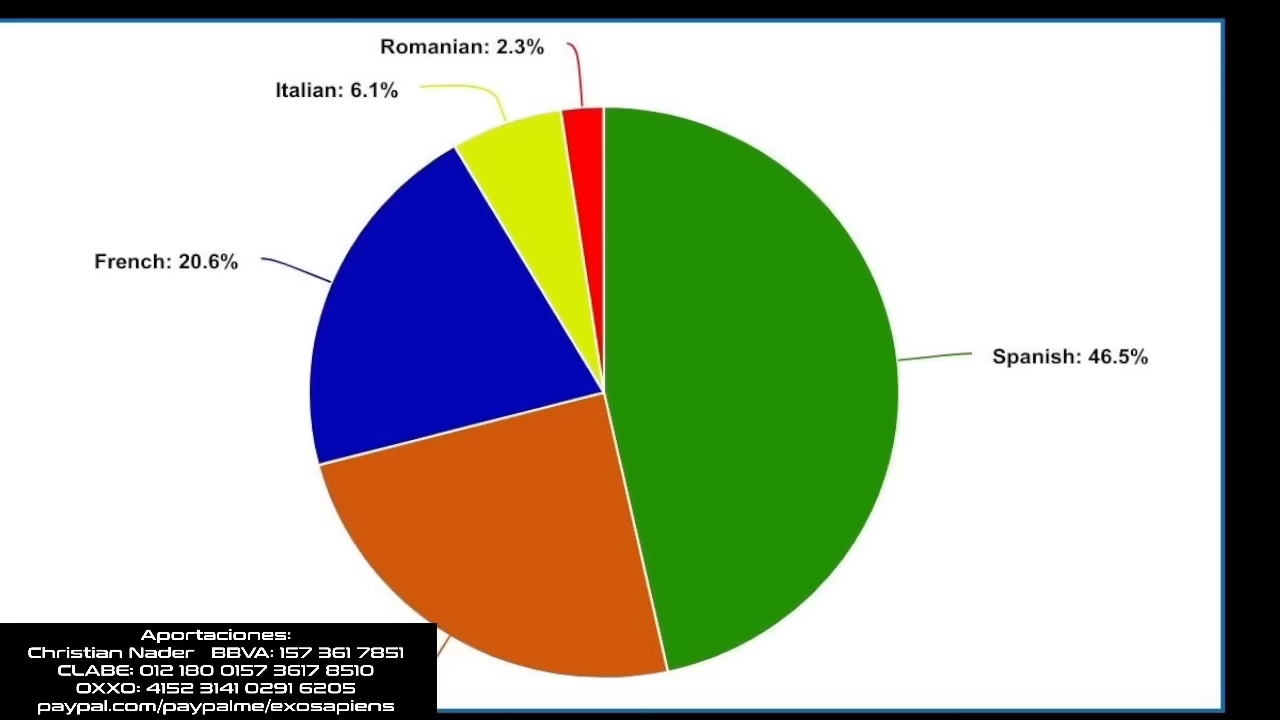 Romanian: 2.3%
Italian: 6.1%
French: 20.6%
Spanish: 46.5%
Aportaciones:
Christian Nader BBVA: 157 361 7851
CLABE: 012 180 0157 3617 8510
OXXO: 4152 3141 0291 6205
paypal.com/paypalme/exosapiens